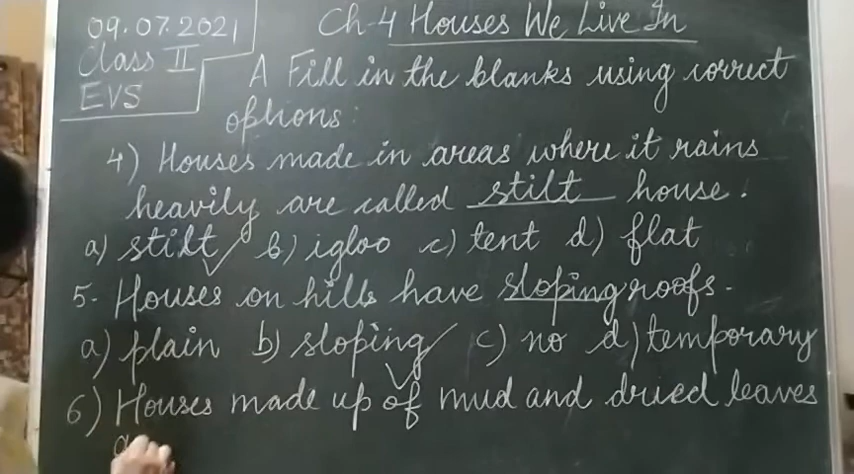 09.07.2021
Class II
EVS
Ch-4 Houses We Live In
A Fill in the blanks using correct
options:
4) Houses made in areas where it rains
heavily are called stilt house.
a) stilt b) igloo c) tent d) flat
5- Houses on hills have sloping roofs.
a) plain b) sloping c) no d) temporary
6) Houses made up of mud and dried leaves